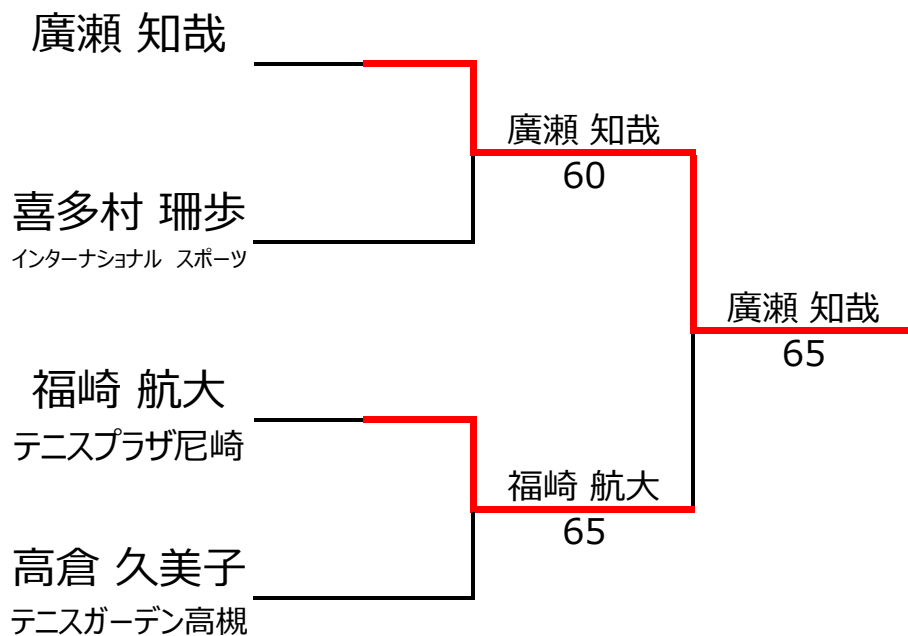 廣瀬 知哉
喜多村 珊歩
インターナショナル スポーツ
福崎 航大
テニスプラザ尼崎
高倉 久美子
テニスガーデン高槻
廣瀬 知哉
60
福崎 航大
65
廣瀬 知哉
65